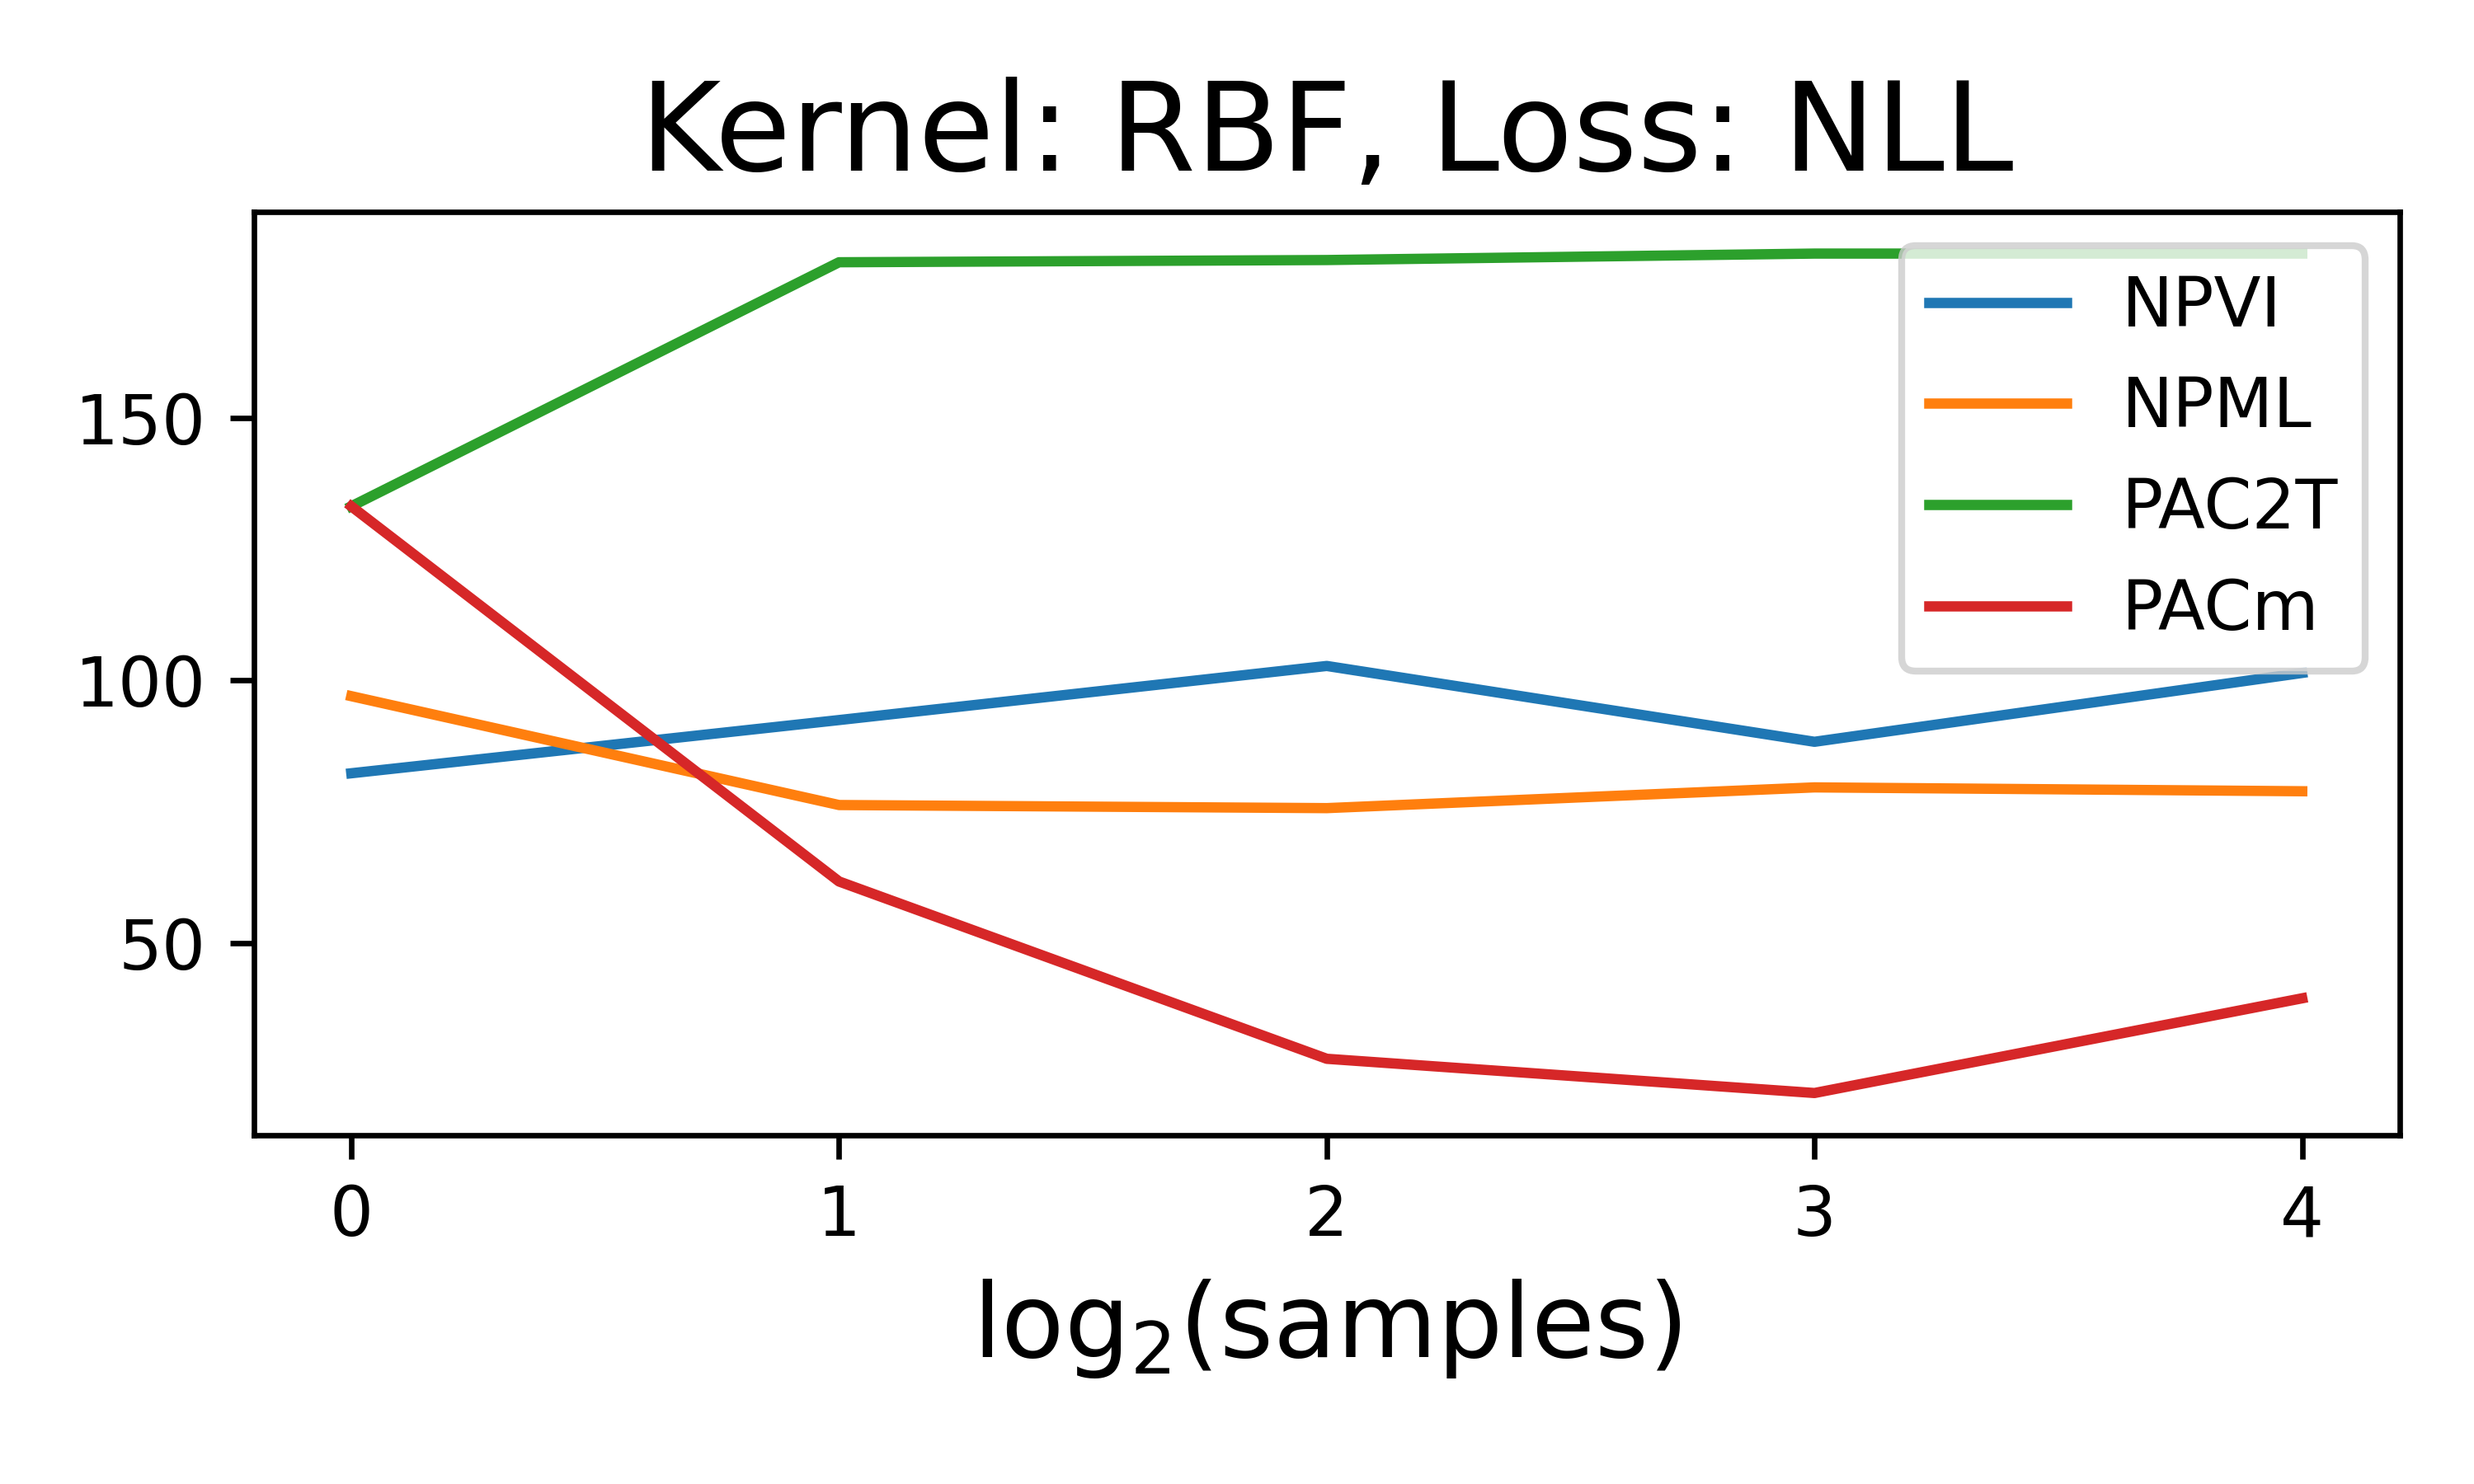 Kernel: RBF, Loss: NLL
NPVI
NPML
PAC2T
PACm
150
100
50
0 1 2 3 4
log₂(samples)